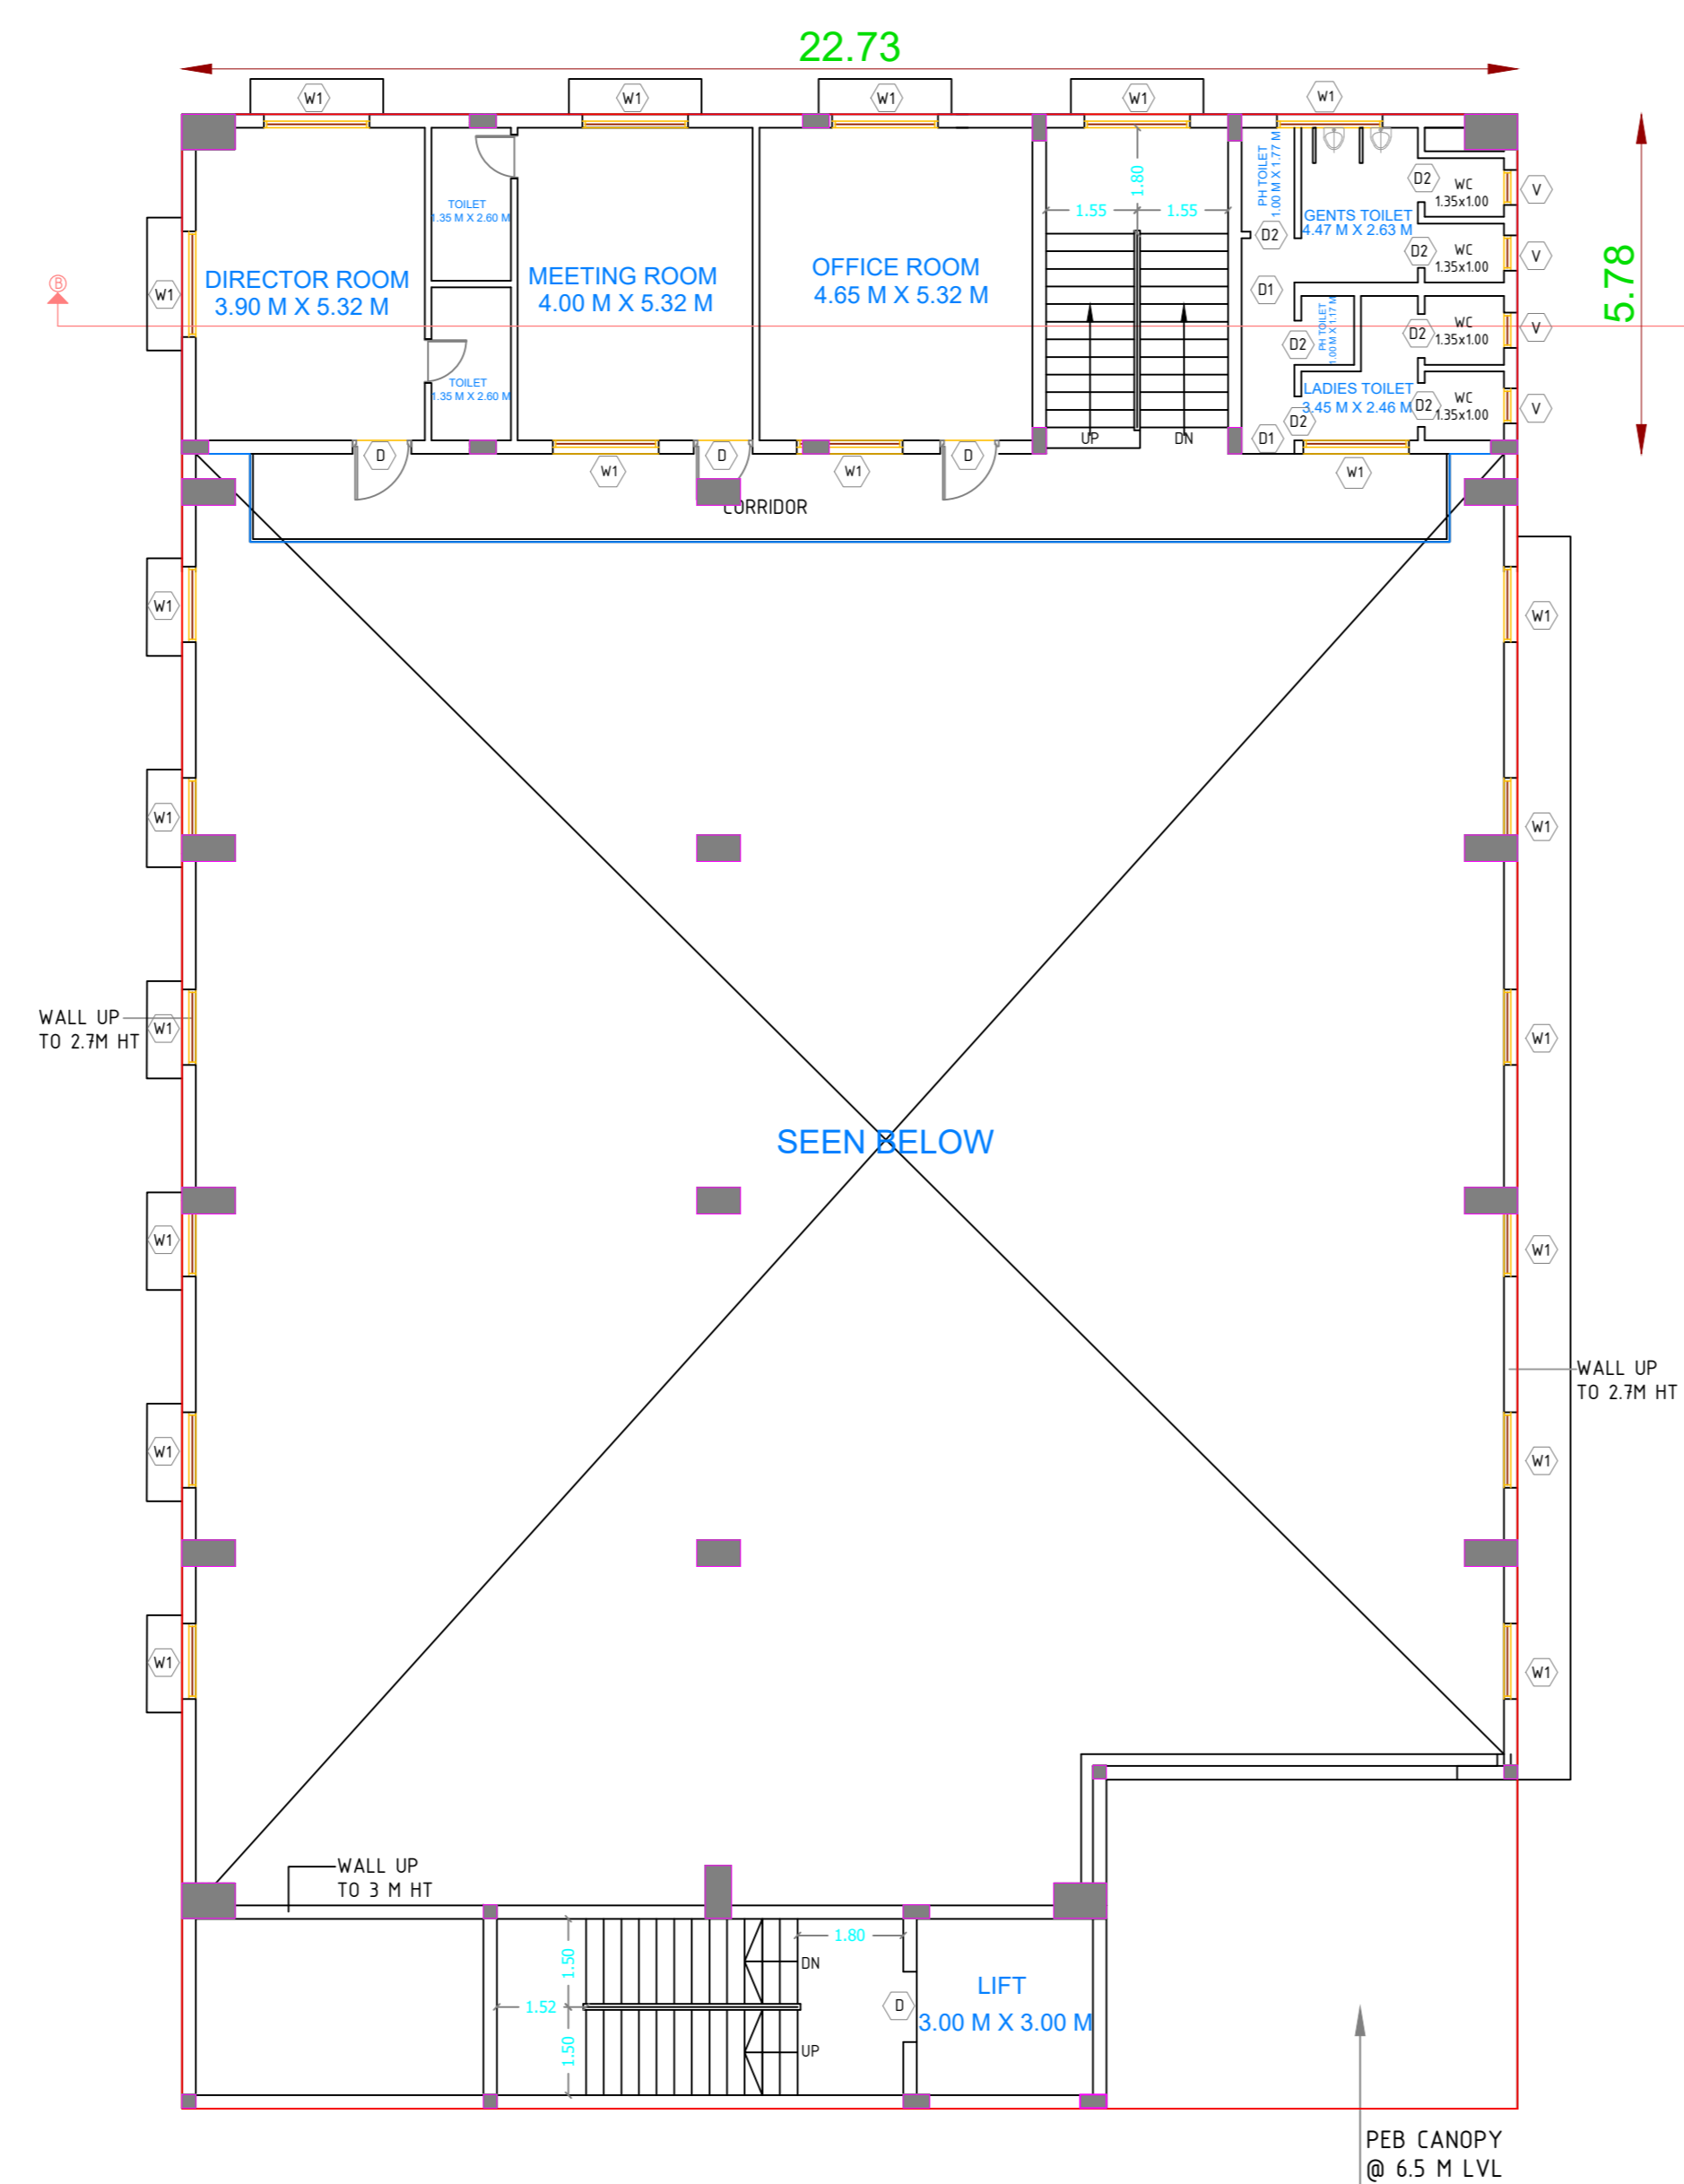 22.73
W1
W1
W1
W1
W1
PH TOILET
1.00 M X 1.77 M
1.80
1.55
1.55
TOILET
1.35 M X 2.60 M
D2
WC
1.35x1.00
V
GENTS TOILET
4.47 M X 2.63 M
D2
D2
WC
1.35x1.00
V
5.78
DIRECTOR ROOM
3.90 M X 5.32 M
MEETING ROOM
4.00 M X 5.32 M
OFFICE ROOM
4.65 M X 5.32 M
B
W1
D1
PH TOILET
1.00 M X 1.17 M
D2
D2
WC
1.35x1.00
V
TOILET
1.35 M X 2.60 M
LADIES TOILET
3.45 M X 2.46 M
D2
WC
1.35x1.00
V
D2
D1
UP
DN
D
D
D
W1
W1
W1
CORRIDOR
W1
W1
W1
W1
WALL UP
TO 2.7M HT
W1
W1
SEEN BELOW
W1
W1
WALL UP
TO 2.7M HT
W1
W1
W1
W1
WALL UP
TO 3 M HT
1.80
1.50
DN
LIFT
3.00 M X 3.00 M
1.52
D
1.50
UP
PEB CANOPY
@ 6.5 M LVL